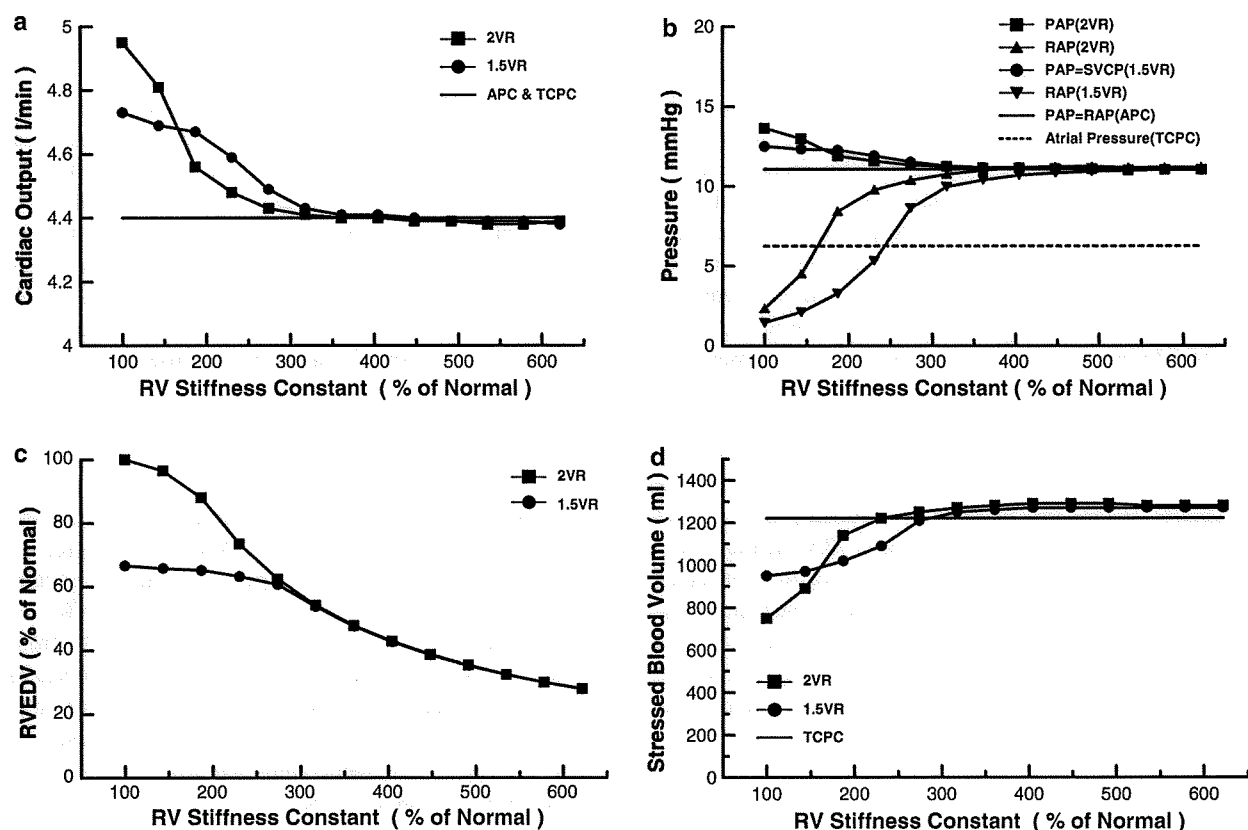 a
5
4.8
4.6
4.4
4.2
4
Cardiac Output ( l/min )
2VR
1.5VR
APC & TCPC
100 200 300 400 500 600
RV Stiffness Constant ( % of Normal )
b
20
15
10
5
0
Pressure ( mmHg )
PAP(2VR)
RAP(2VR)
PAP=SVCP(1.5VR)
RAP(1.5VR)
PAP=RAP(APC)
Atrial Pressure(TCPC)
100 200 300 400 500 600
RV Stiffness Constant ( % of Normal )
c
100
80
60
40
20
0
RVEDV ( % of Normal )
2VR
1.5VR
100 200 300 400 500 600
RV Stiffness Constant ( % of Normal )
d
1400
1200
1000
800
600
400
200
0
Stressed Blood Volume ( ml )
2VR
1.5VR
TCPC
100 200 300 400 500 600
RV Stiffness Constant ( % of Normal )